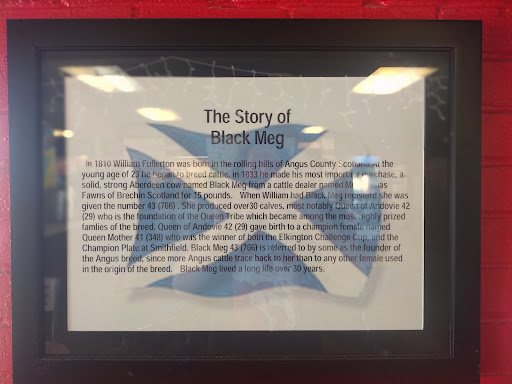 The Story of
Black Meg
In 1810 William Fullerton was born in the rolling hills of Angus County Scotland. At the
young age of 23 he began to breed cattle, in 1833 he made his most important purchase, a
solid, strong Aberdeen cow named Black Meg from a cattle dealer named
Fawns of Brechin Scotland for 15 pounds. When William had Black Meg registered she was
given the number 43 (766) . She produced over30 calves, most notably Queen of Andovie 42
(29) who is the foundation of the Queen Tribe which became among the most highly prized
famlies of the breed. Queen of Andovie 42 (29) gave birth to a champion female named
Queen Mother 41 (348) who was the winner of both the Elkington Challenge Cup, and the
Champion Plate at Smithfield. Black Meg 43 (766) is referred to by some as the founder of
the Angus breed, since more Angus cattle trace back to her than to any other female used
in the origin of the breed. Black Meg lived a long life over 30 years.